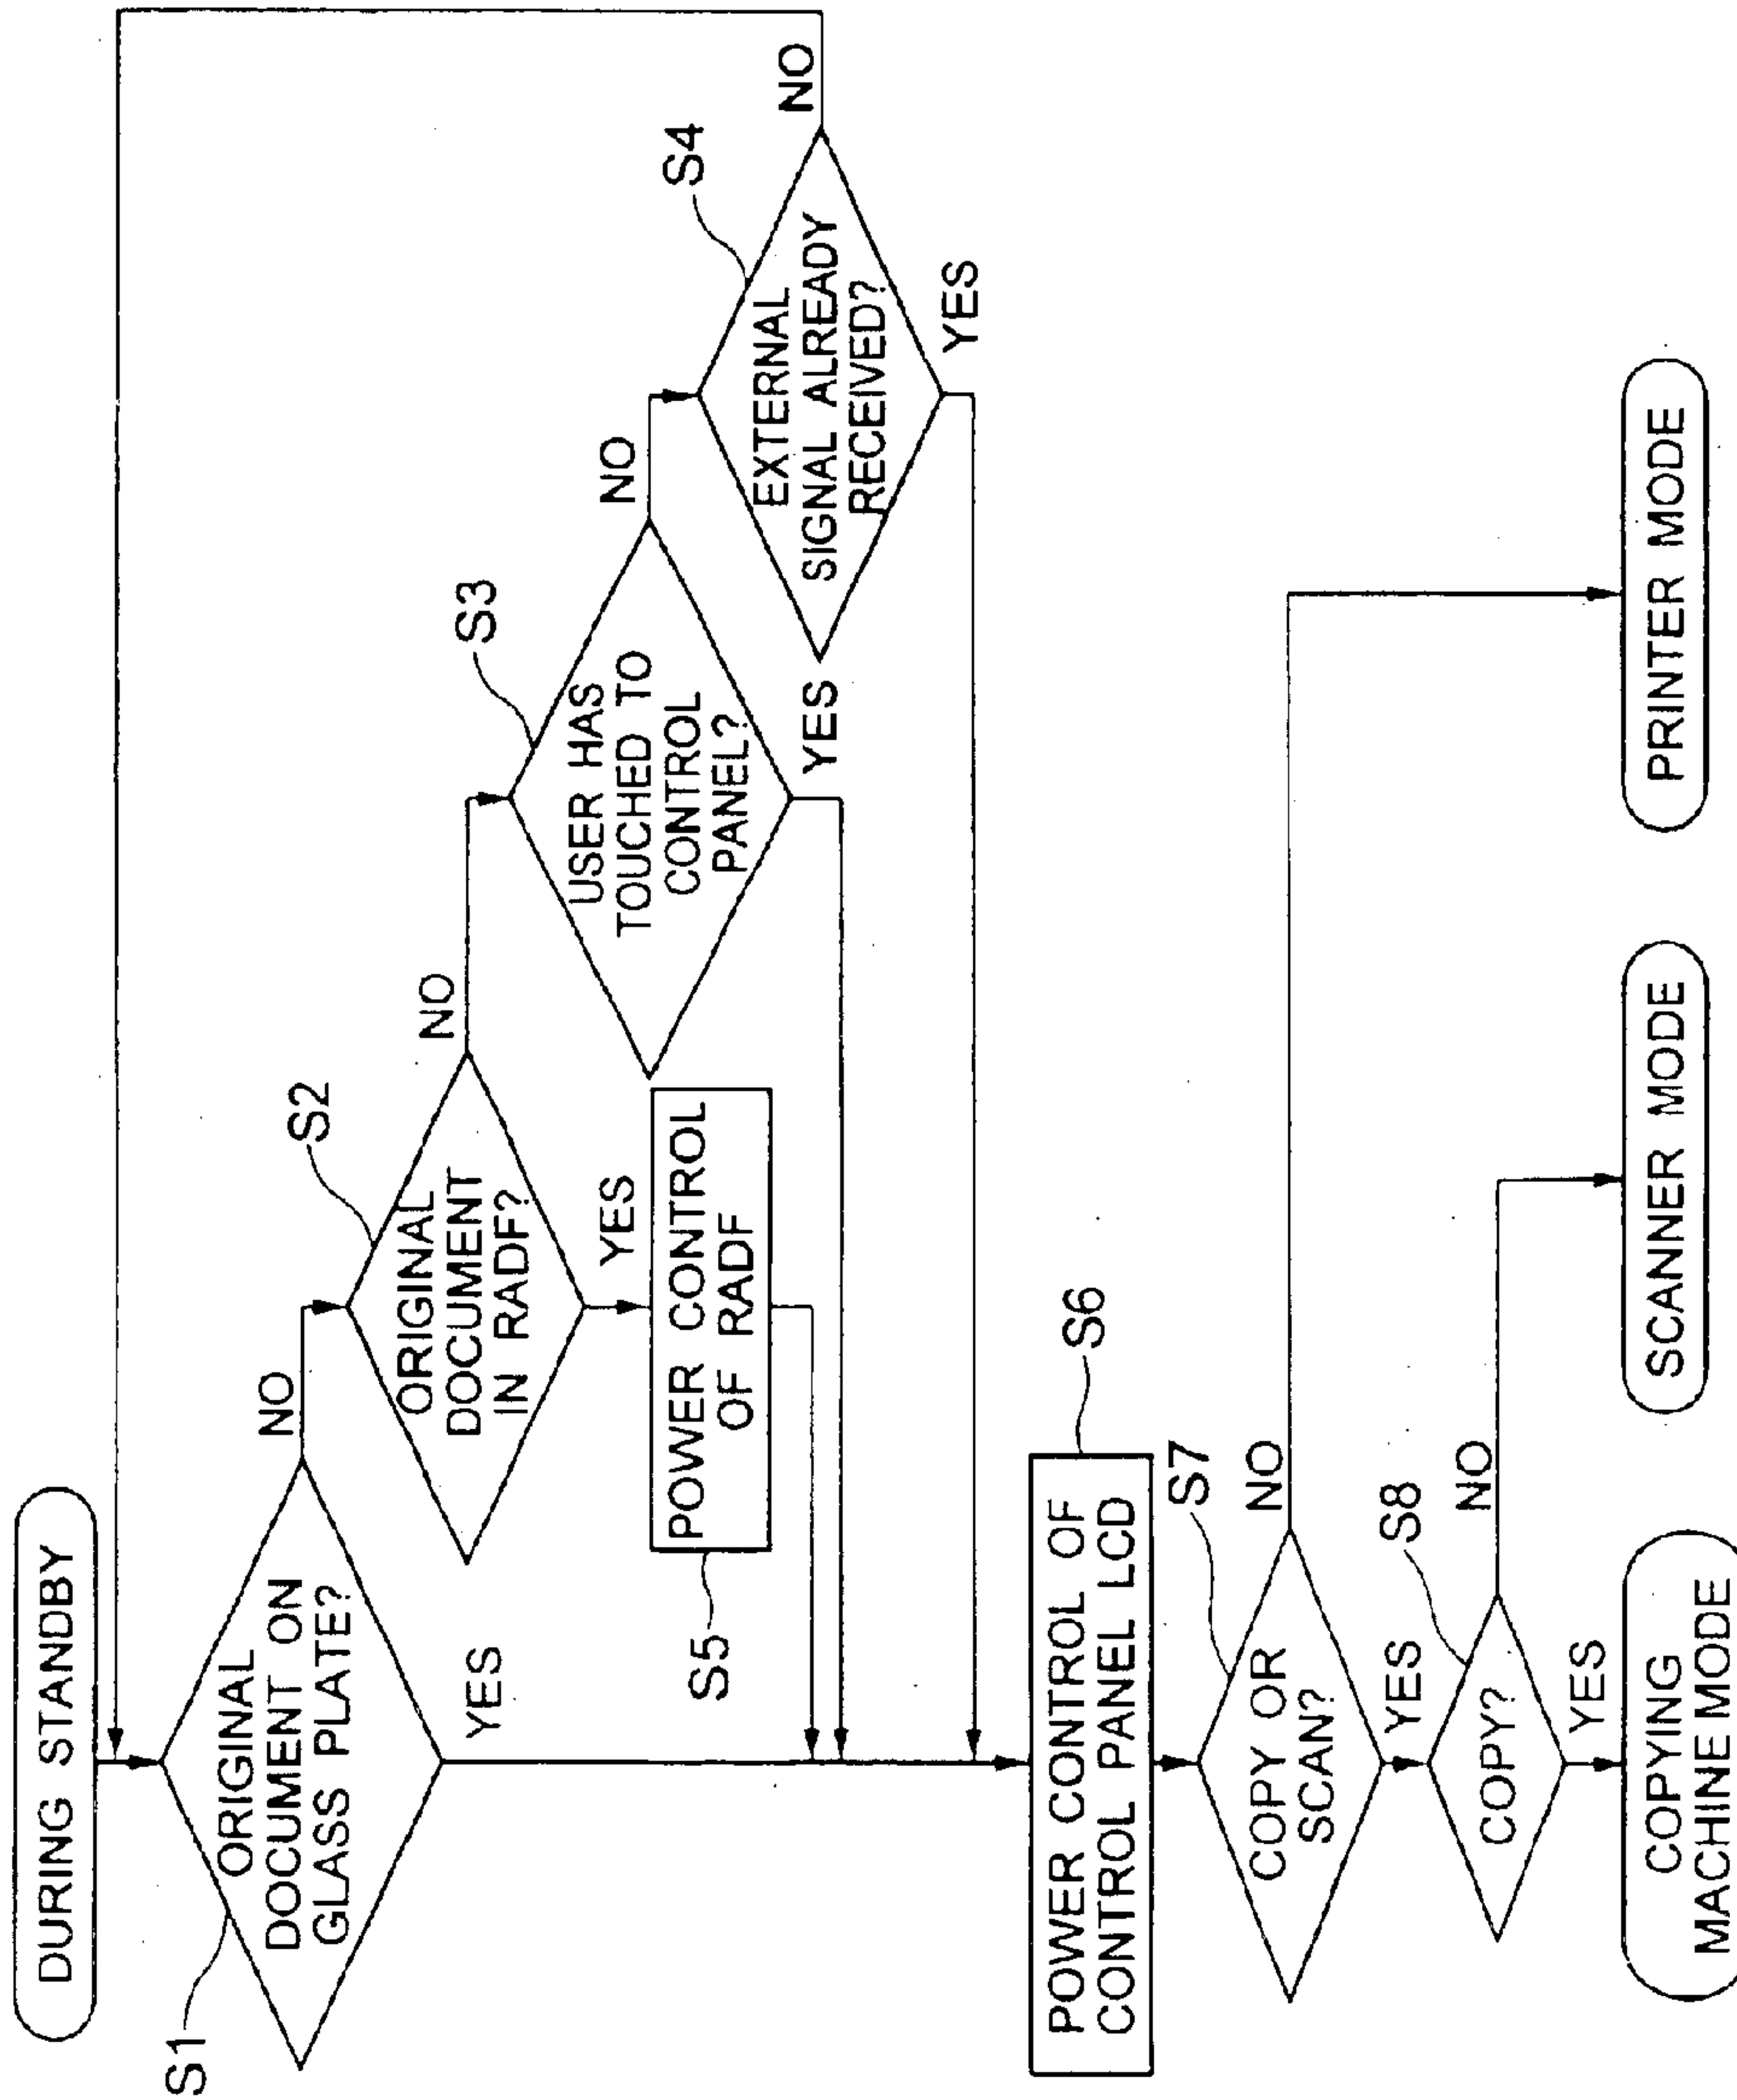 DURING STANDBY
S1
ORIGINAL
DOCUMENT ON
GLASS PLATE?
NO
YES
S2
ORIGINAL
DOCUMENT
IN RADF?
NO
YES
S3
USER HAS
TOUCHED TO
CONTROL
PANEL?
NO
YES
S4
EXTERNAL
SIGNAL ALREADY
RECEIVED?
NO
YES
S5
POWER CONTROL
OF RADF
S6
POWER CONTROL OF
CONTROL PANEL LCD
S7
COPY OR
SCAN?
NO
YES
S8
COPY?
NO
YES
COPYING
MACHINE MODE
SCANNER MODE
PRINTER MODE